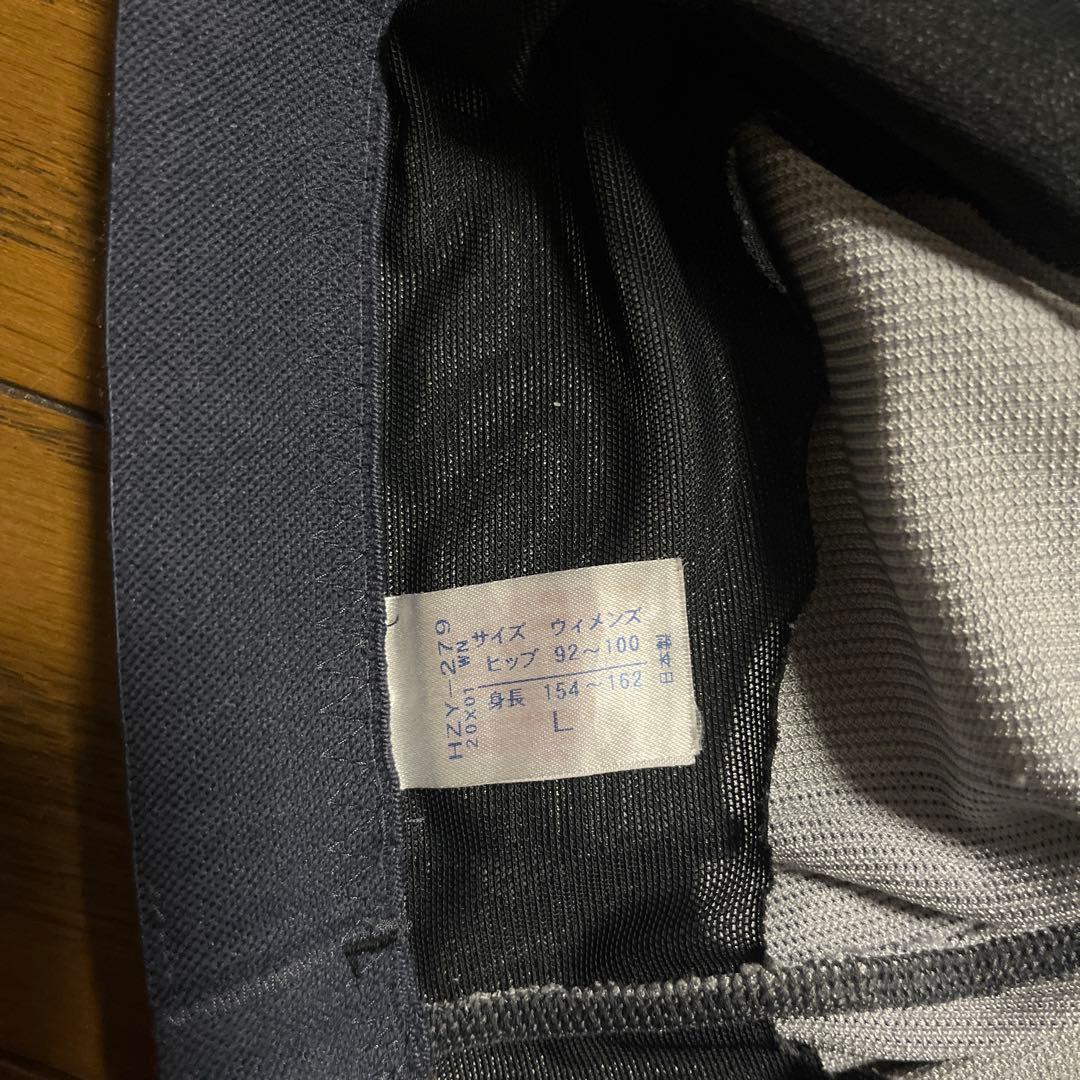 HZY-279
20X01 WN
サイズ ウィメンズ
ヒップ 92～100
身長 154～162
L
日本製